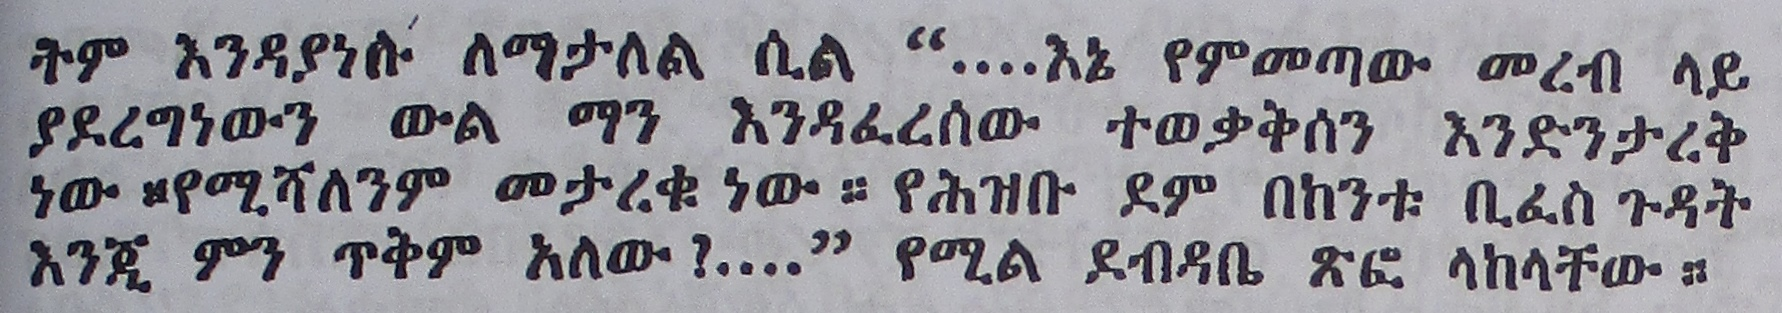 ትም እንዳያነሱ ለማታለል ሲል “....እኔ የምመጣው መረብ ላይ
ያደረግነውን ውል ማን እንዳፈረሰው ተወቃቅሰን እንድንታረቅ
ነው ።የሚሻለንም መታረቁ ነው ። የሕዝቡ ደም በከንቱ ቢፈስ ጉዳት
እንጂ ምን ጥቅም አለው ?....” የሚል ደብዳቤ ጽፎ ላከላቸው ።